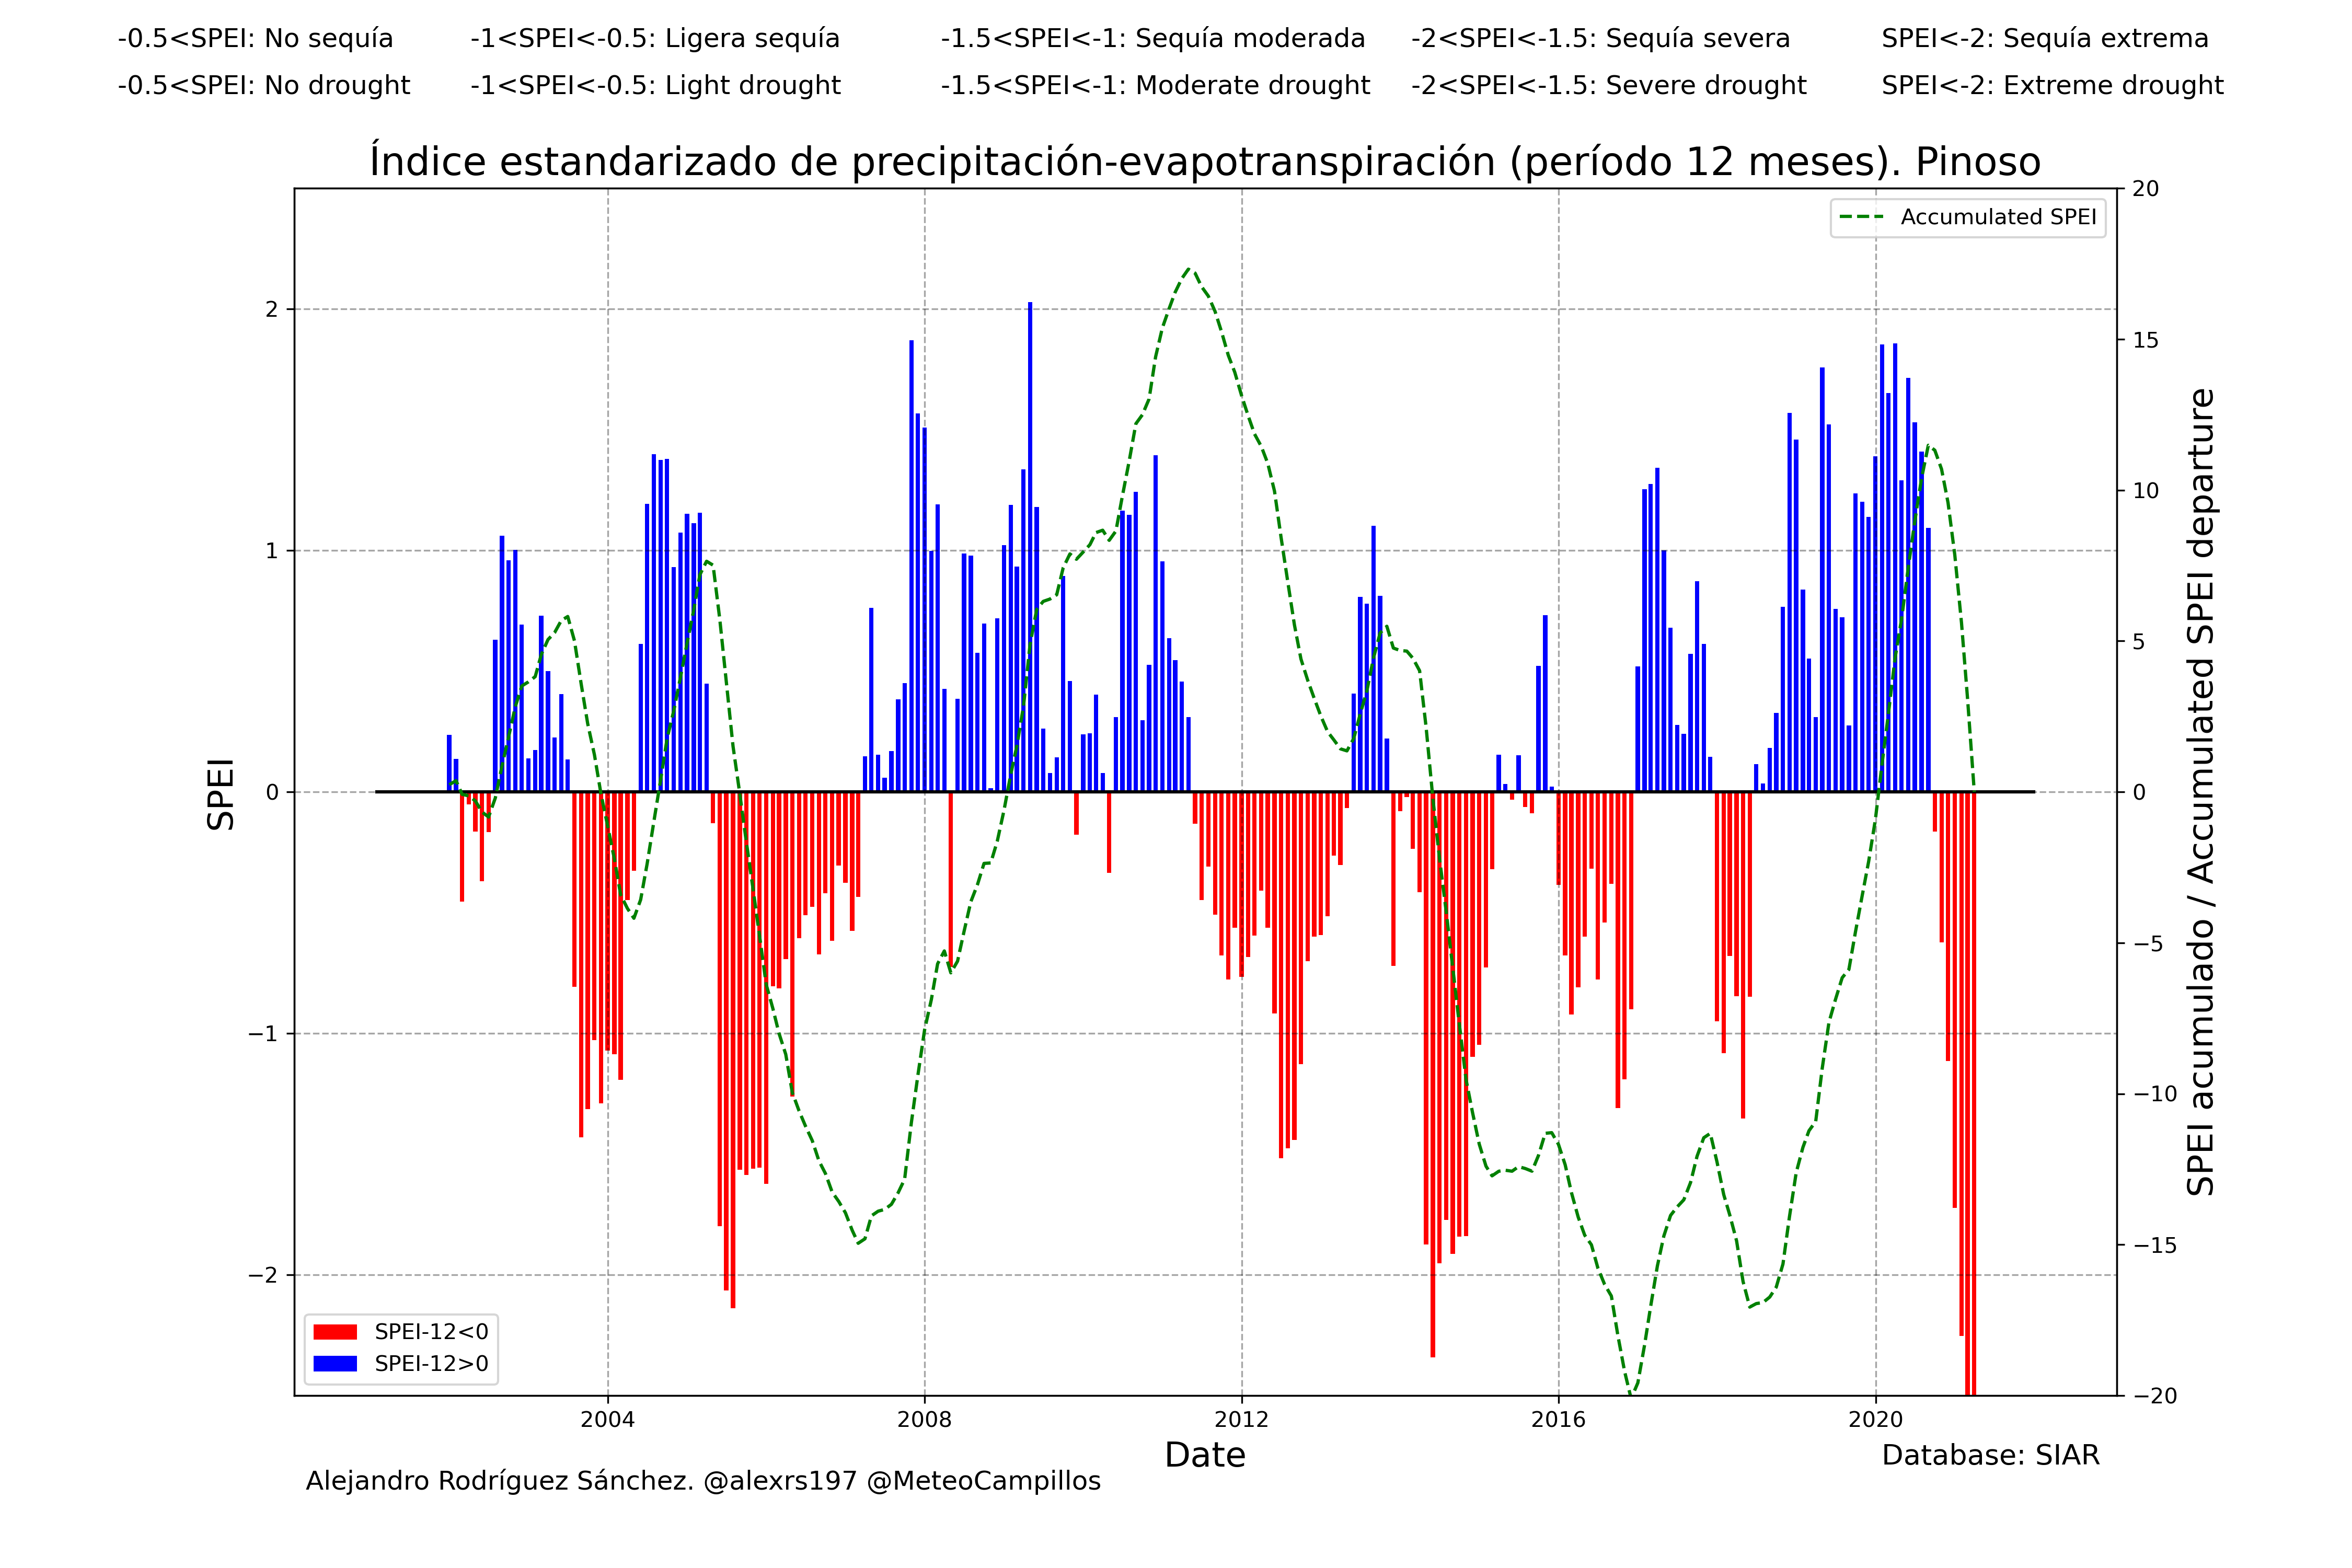 -0.5<SPEI: No sequía -1<SPEI<-0.5: Ligera sequía -1.5<SPEI<-1: Sequía moderada -2<SPEI<-1.5: Sequía severa SPEI<-2: Sequía extrema
-0.5<SPEI: No drought -1<SPEI<-0.5: Light drought -1.5<SPEI<-1: Moderate drought -2<SPEI<-1.5: Severe drought SPEI<-2: Extreme drought
Índice estandarizado de precipitación-evapotranspiración (período 12 meses). Pinoso
Accumulated SPEI
SPEI
2
1
0
−1
−2
20
15
10
5
0
−5
−10
−15
−20
SPEI acumulado / Accumulated SPEI departure
SPEI-12<0
SPEI-12>0
2004 2008 2012 2016 2020
Date
Database: SIAR
Alejandro Rodríguez Sánchez. @alexrs197 @MeteoCampillos